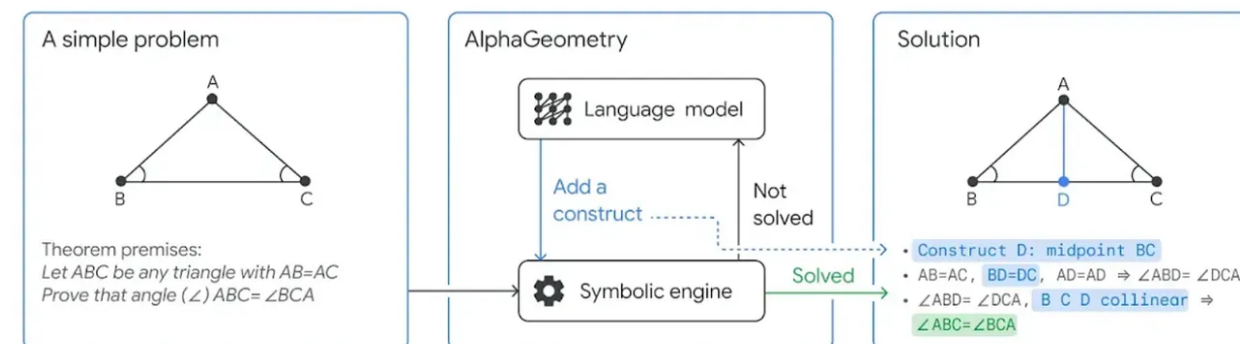 A simple problem
A
B
C
Theorem premises:
Let ABC be any triangle with AB=AC
Prove that angle (∠) ABC= ∠BCA
AlphaGeometry
Language model
Add a
construct
Not
solved
Symbolic engine
Solved
Solution
A
B
D
C
• Construct D: midpoint BC
• AB=AC, BD=DC, AD=AD ⇒ ∠ABD= ∠DCA
• ∠ABD= ∠DCA, B C D collinear ⇒
∠ABC=∠BCA